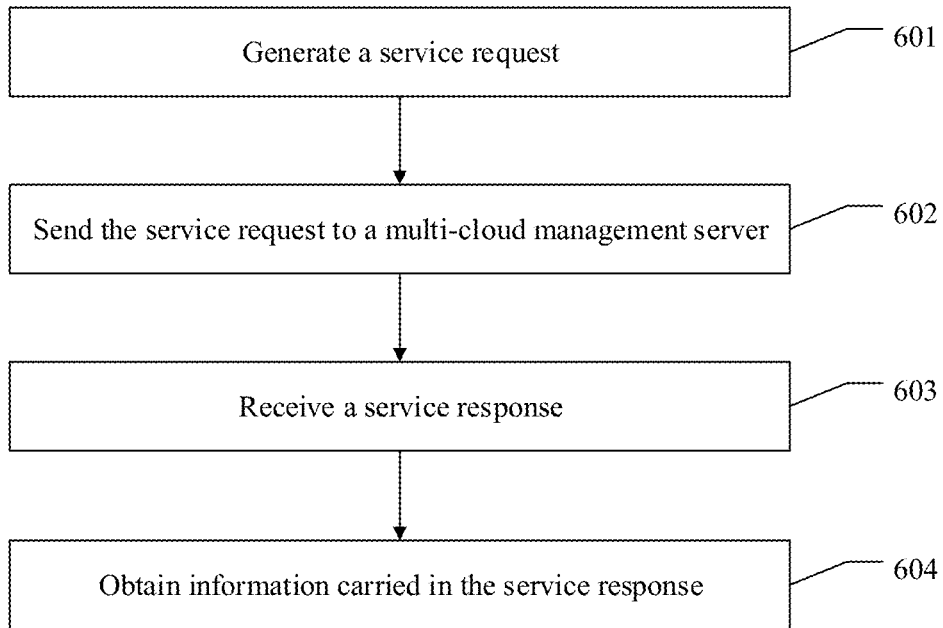 Generate a service request
601
Send the service request to a multi-cloud management server
602
Receive a service response
603
Obtain information carried in the service response
604